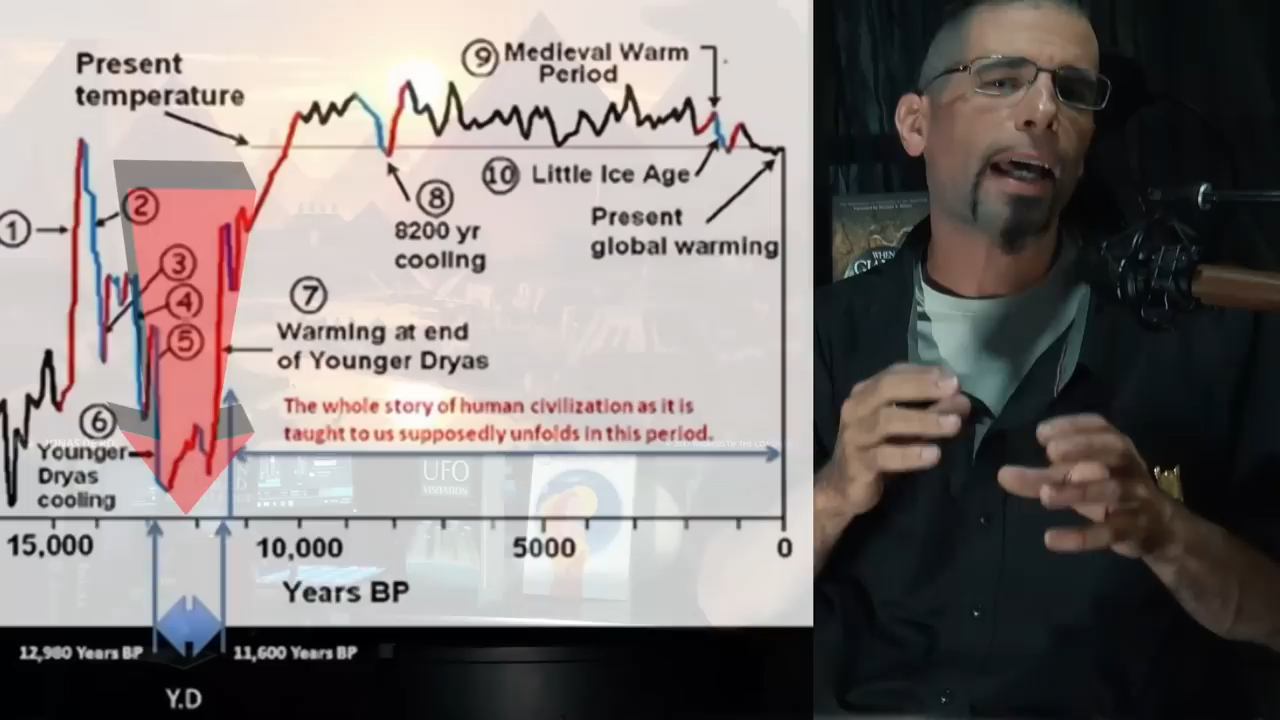 Present
temperature
9 Medieval Warm
Period
1
2
3
4
5
6
Younger
Dryas
cooling
7
Warming at end
of Younger Dryas
8
8200 yr
cooling
10 Little Ice Age
Present
global warming
The whole story of human civilization as it is
taught to us supposedly unfolds in this period.
UFO
15,000 10,000 5000 0
Years BP
12,980 Years BP 11,600 Years BP
Y.D
WHEN